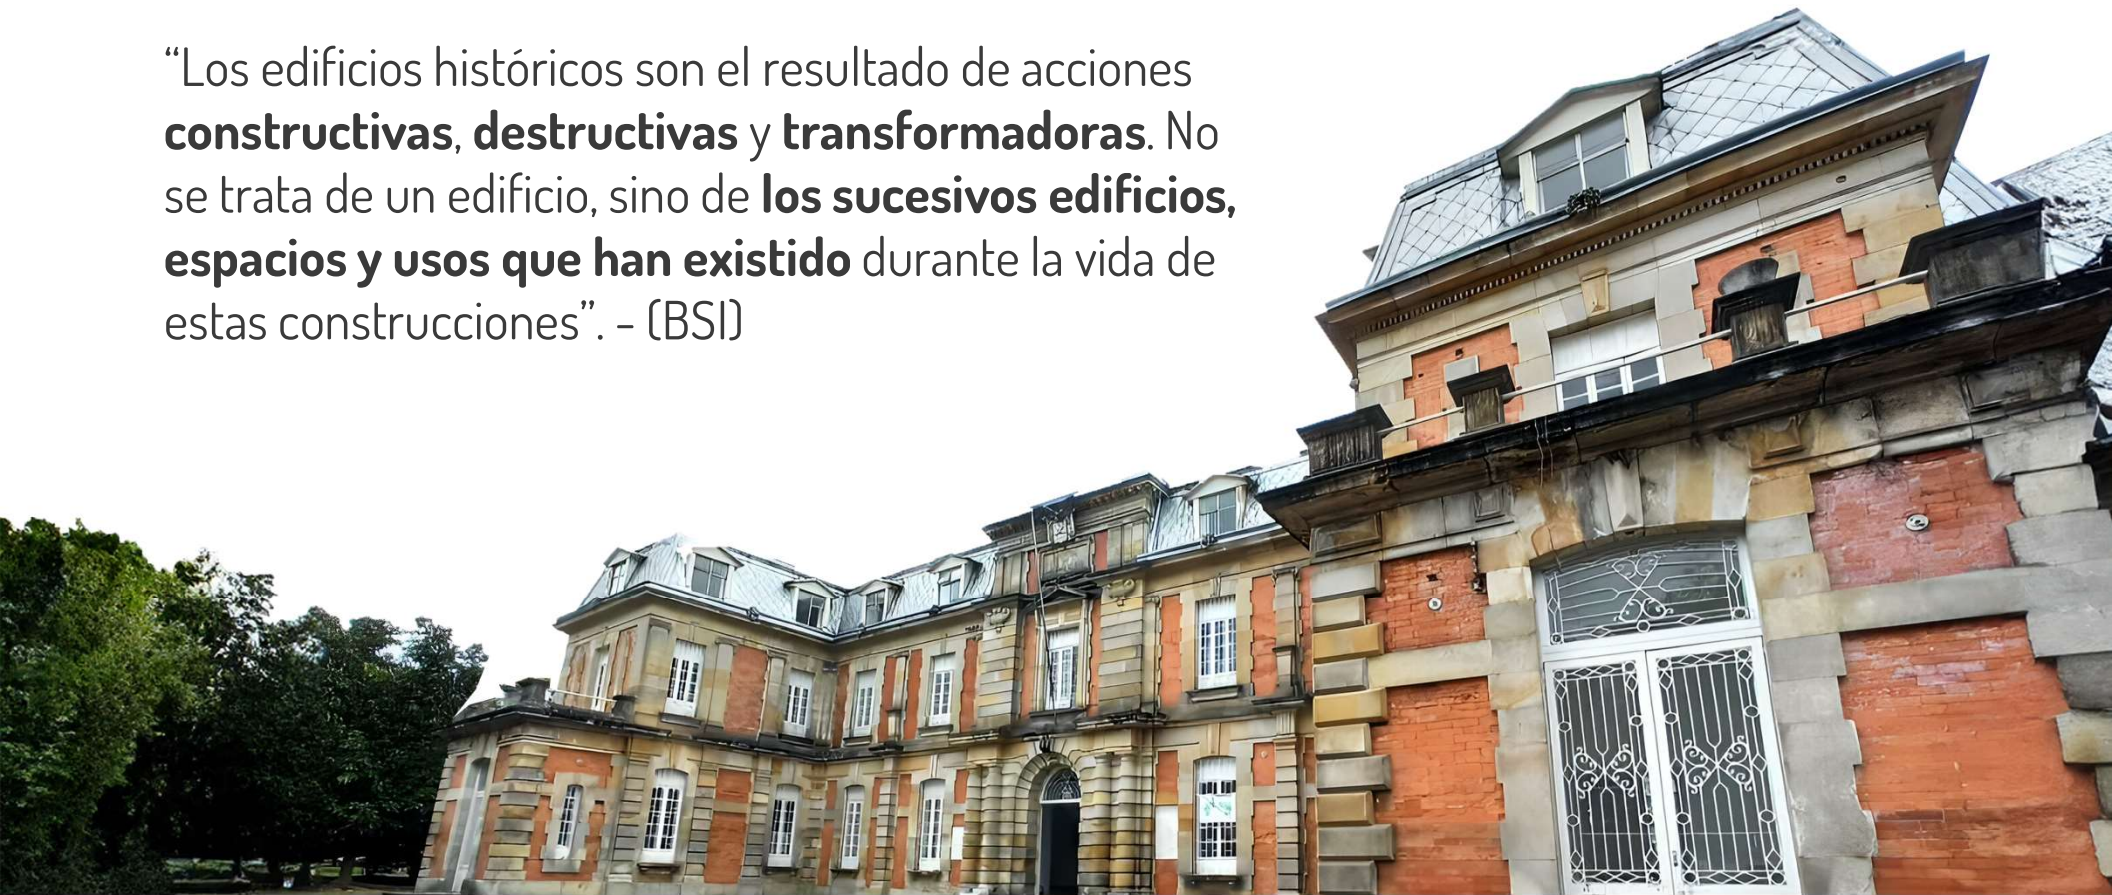 “Los edificios históricos son el resultado de acciones
constructivas, destructivas y transformadoras. No
se trata de un edificio, sino de los sucesivos edificios,
espacios y usos que han existido durante la vida de
estas construcciones”. - (BSI)